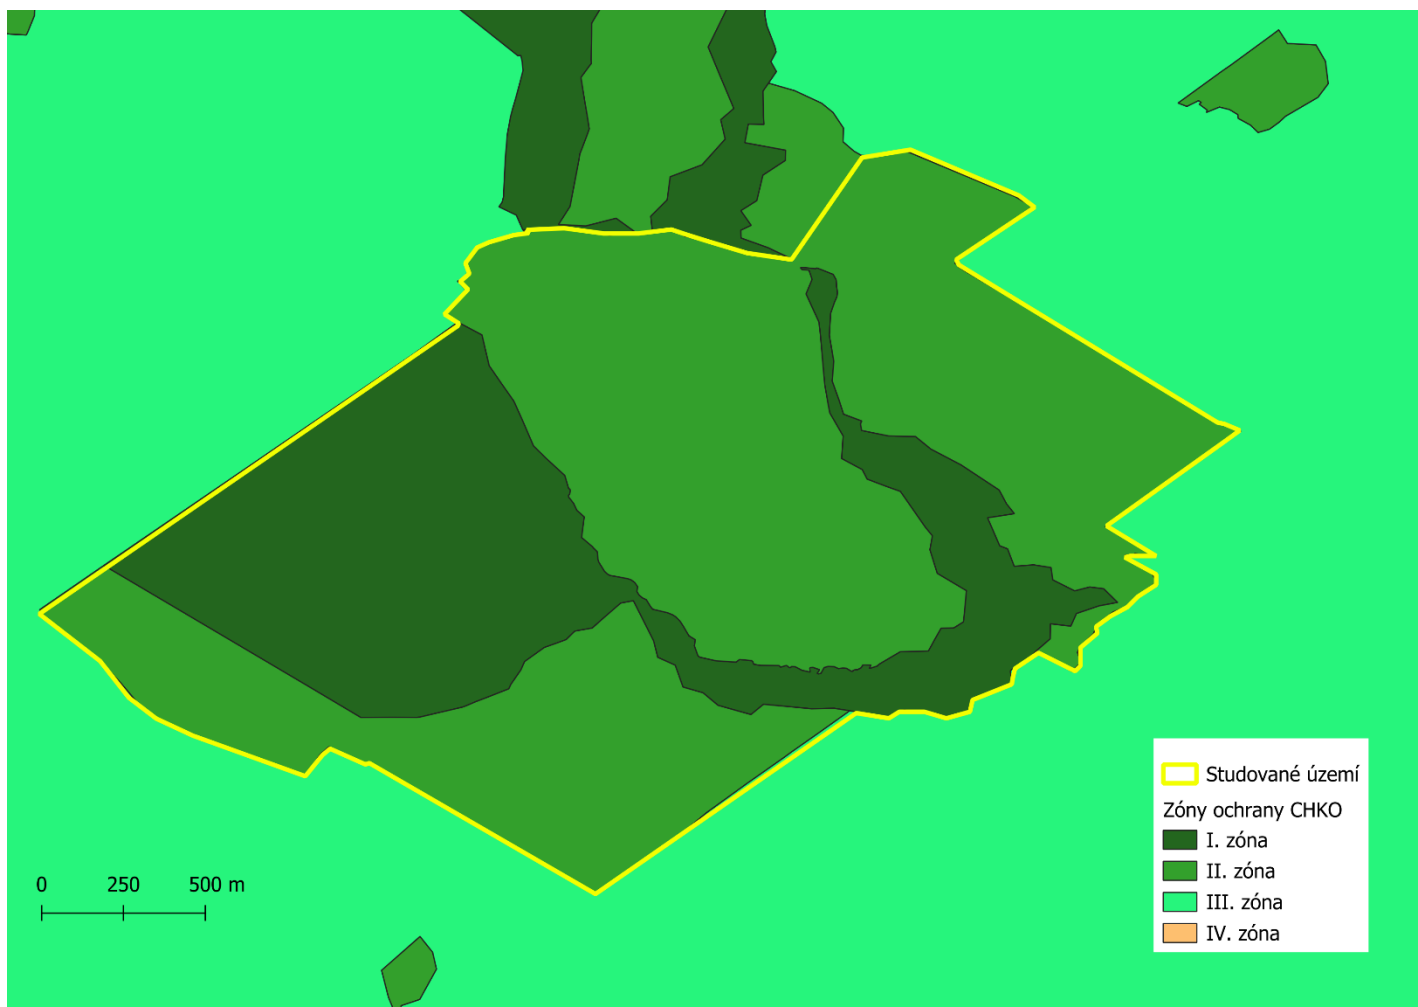 Studované území
Zóny ochrany CHKO
I. zóna
II. zóna
III. zóna
IV. zóna
0 250 500 m